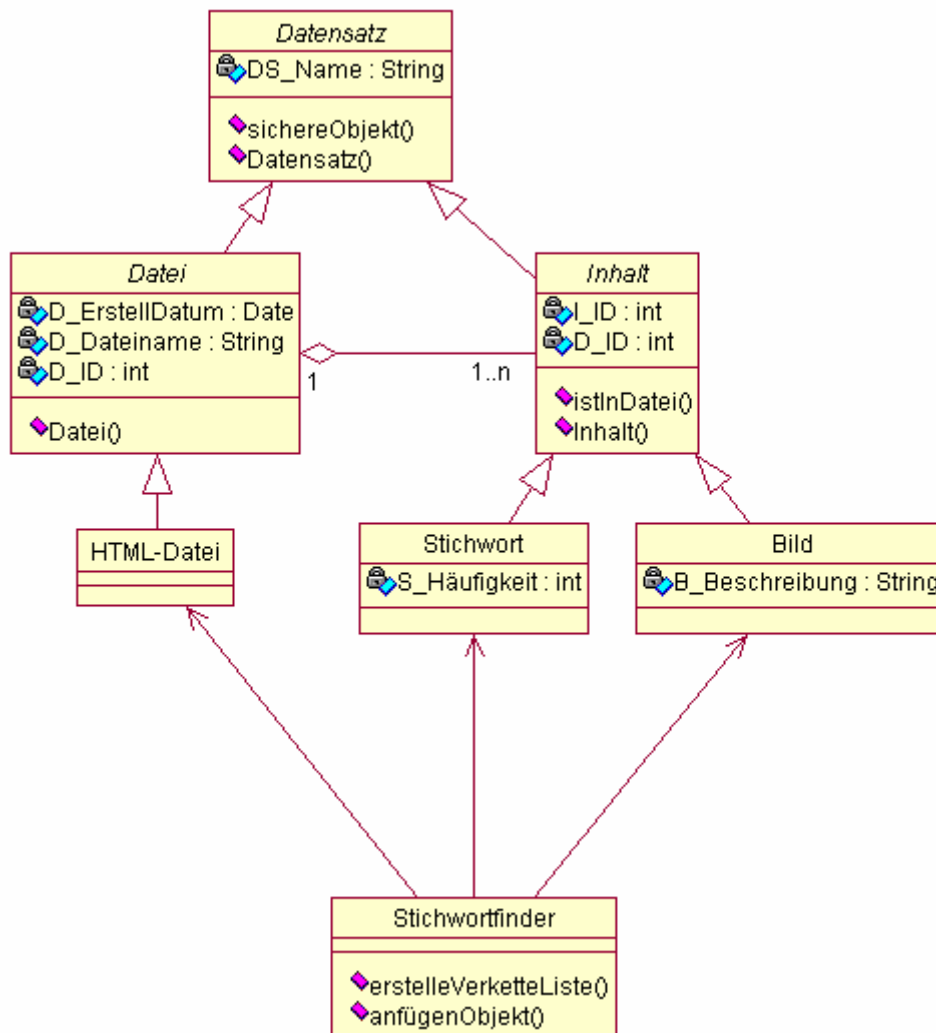 Datensatz
DS_Name : String
sichereObjekt()
Datensatz()
Datei
D_ErstellDatum : Date
D_Dateiname : String
D_ID : int
Datei()
Inhalt
I_ID : int
D_ID : int
istInDatei()
Inhalt()
1
1..n
HTML-Datei
Stichwort
S_Häufigkeit : int
Bild
B_Beschreibung : String
Stichwortfinder
erstelleVerketteListe()
anfügenObjekt()